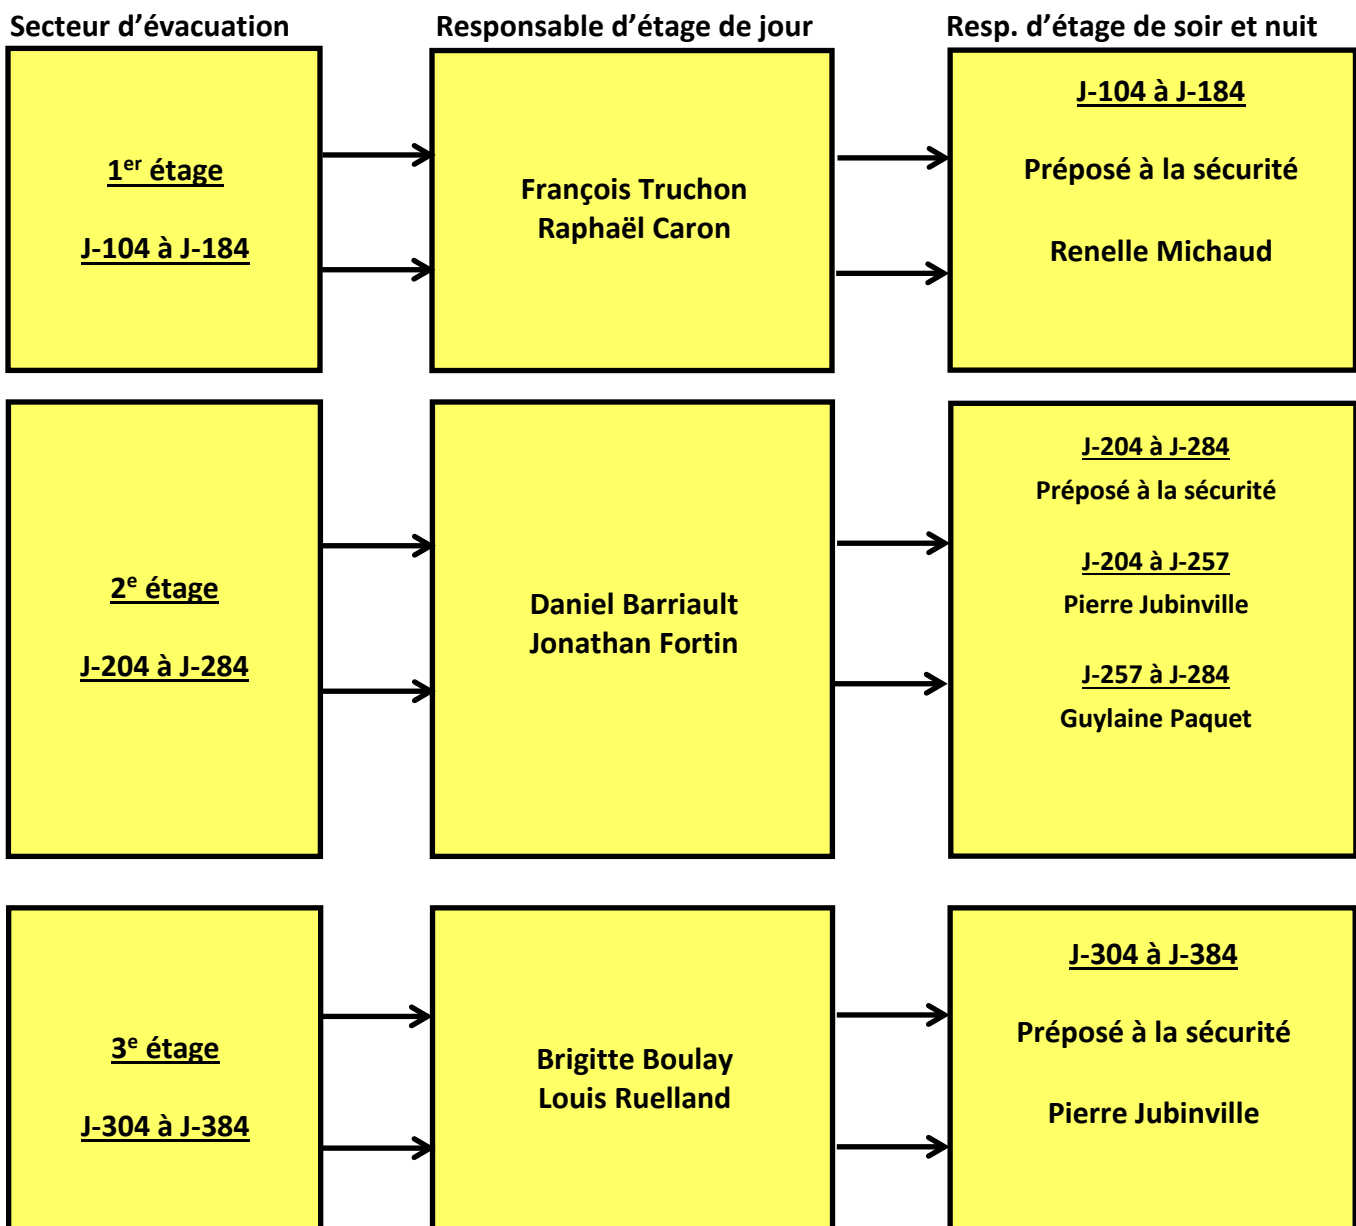 Secteur d’évacuation
Responsable d’étage de jour
Resp. d’étage de soir et nuit
1er étage
J-104 à J-184
François Truchon
Raphaël Caron
J-104 à J-184
Préposé à la sécurité
Renelle Michaud
2e étage
J-204 à J-284
Daniel Barriault
Jonathan Fortin
J-204 à J-284
Préposé à la sécurité
J-204 à J-257
Pierre Jubinville
J-257 à J-284
Guylaine Paquet
3e étage
J-304 à J-384
Brigitte Boulay
Louis Ruelland
J-304 à J-384
Préposé à la sécurité
Pierre Jubinville